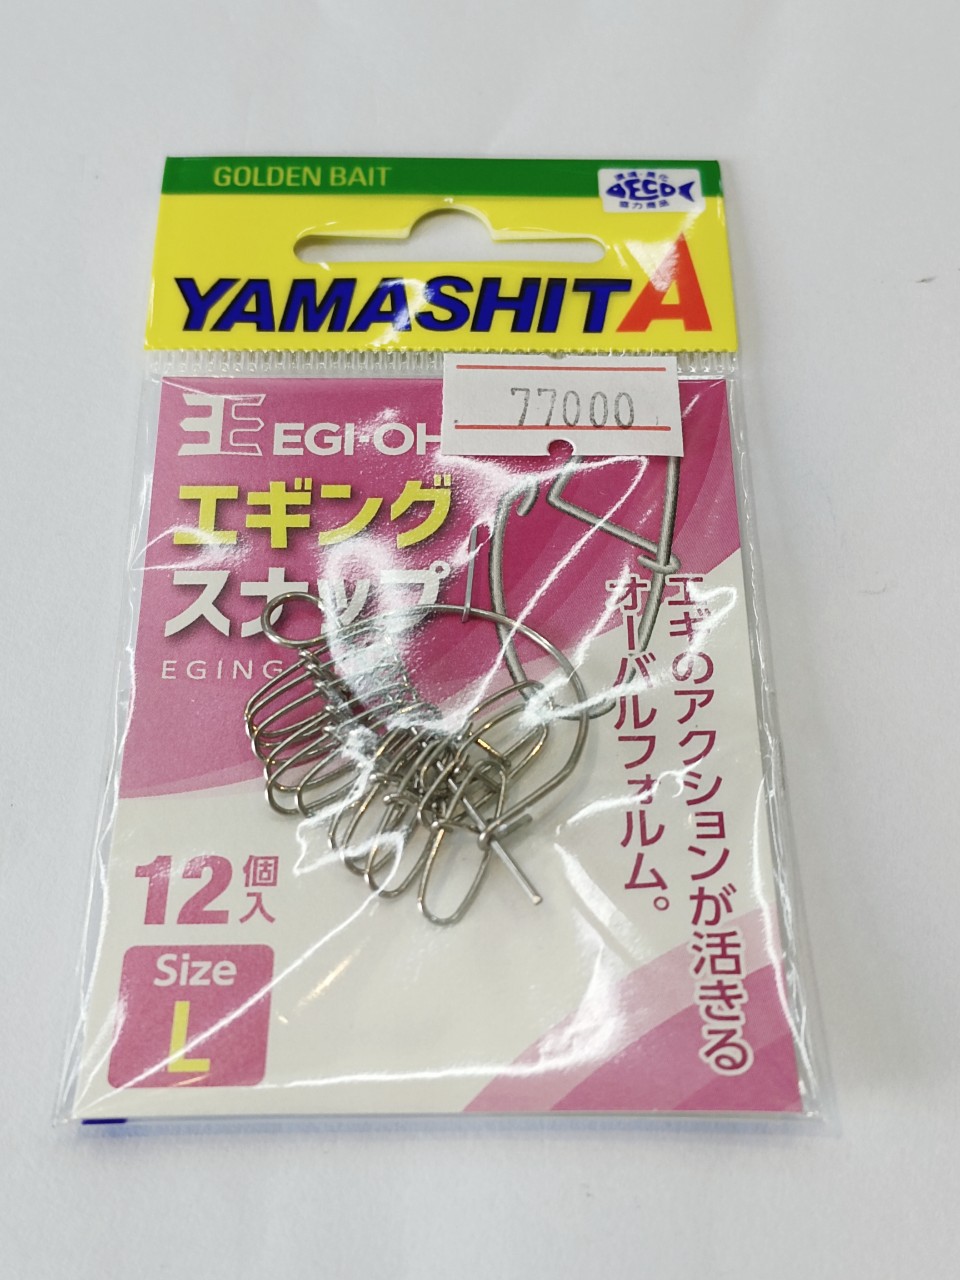 GOLDEN BAIT
ECO
YAMASHITA
77000
王 EGI-OH
エギング
スナップ
EGING
エギのアクションが活きる
オーバルフォルム。
12個入
Size
L